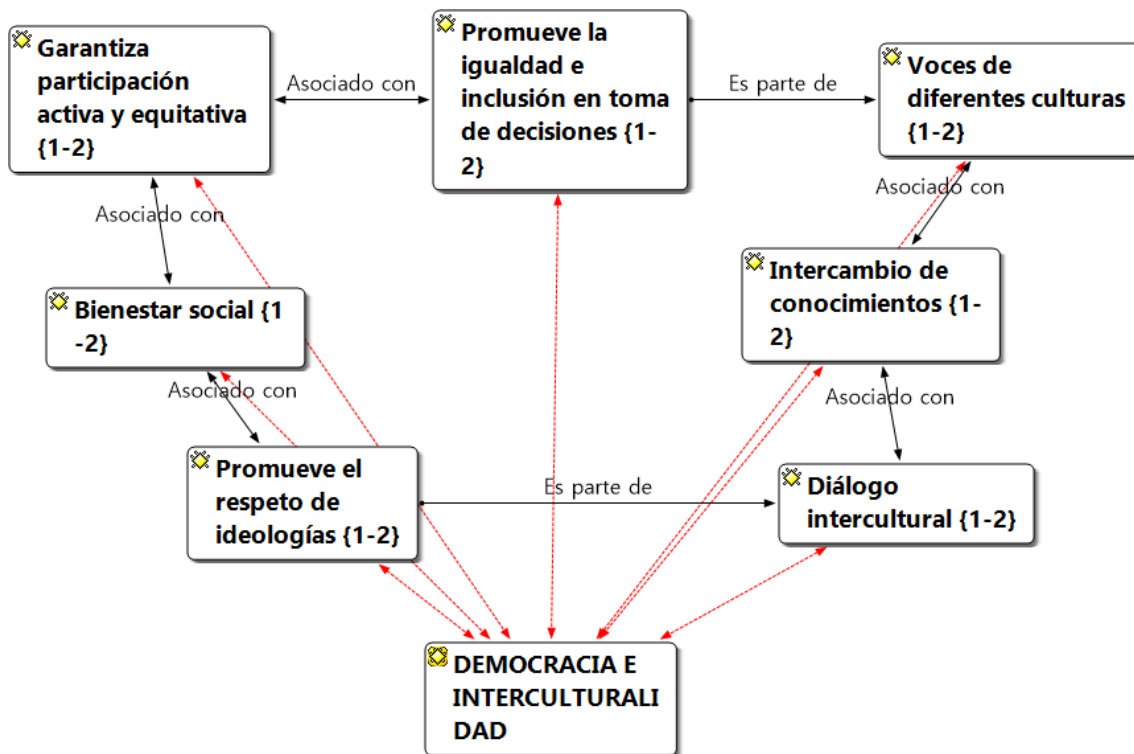 Garantiza
participación
activa y equitativa
{1-2}
Asociado con
Promueve la
igualdad e
inclusión en toma
de decisiones {1-
2}
Es parte de
Voces de
diferentes culturas
{1-2}
Asociado con
Asociado con
Bienestar social {1
-2}
Intercambio de
conocimientos {1-
2}
Asociado con
Asociado con
Promueve el
respeto de
ideologías {1-2}
Es parte de
Diálogo
intercultural {1-2}
DEMOCRACIA E
INTERCULTURALI
DAD